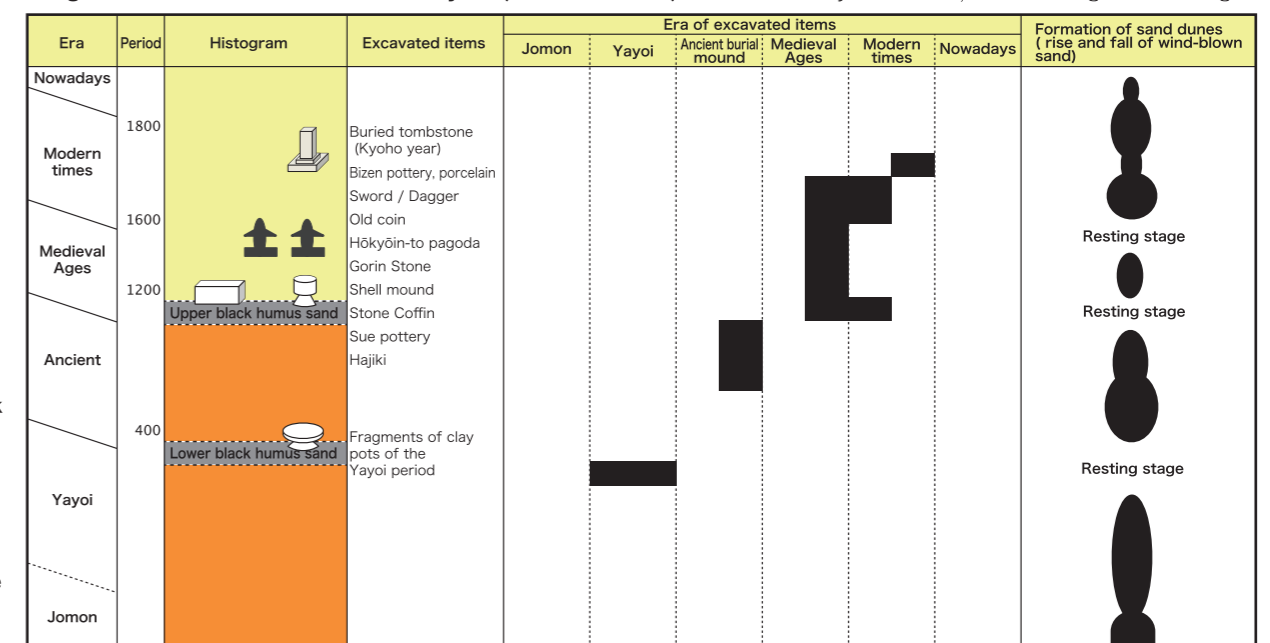 Era
Period
Histogram
Excavated items
Era of excavated items
Jomon
Yayoi
Ancient burial
mound
Medieval
Ages
Modern
times
Nowadays
Formation of sand dunes
( rise and fall of wind-blown
sand)
Nowadays
Modern
times
Medieval
Ages
Ancient
Yayoi
Jomon
1800
1600
1200
400
Upper black humus sand
Lower black humus sand
Buried tombstone
(Kyoho year)
Bizen pottery, porcelain
Sword / Dagger
Old coin
Hōkyōin-to pagoda
Gorin Stone
Shell mound
Stone Coffin
Sue pottery
Hajiki
Fragments of clay
pots of the
Yayoi period
Resting stage
Resting stage
Resting stage